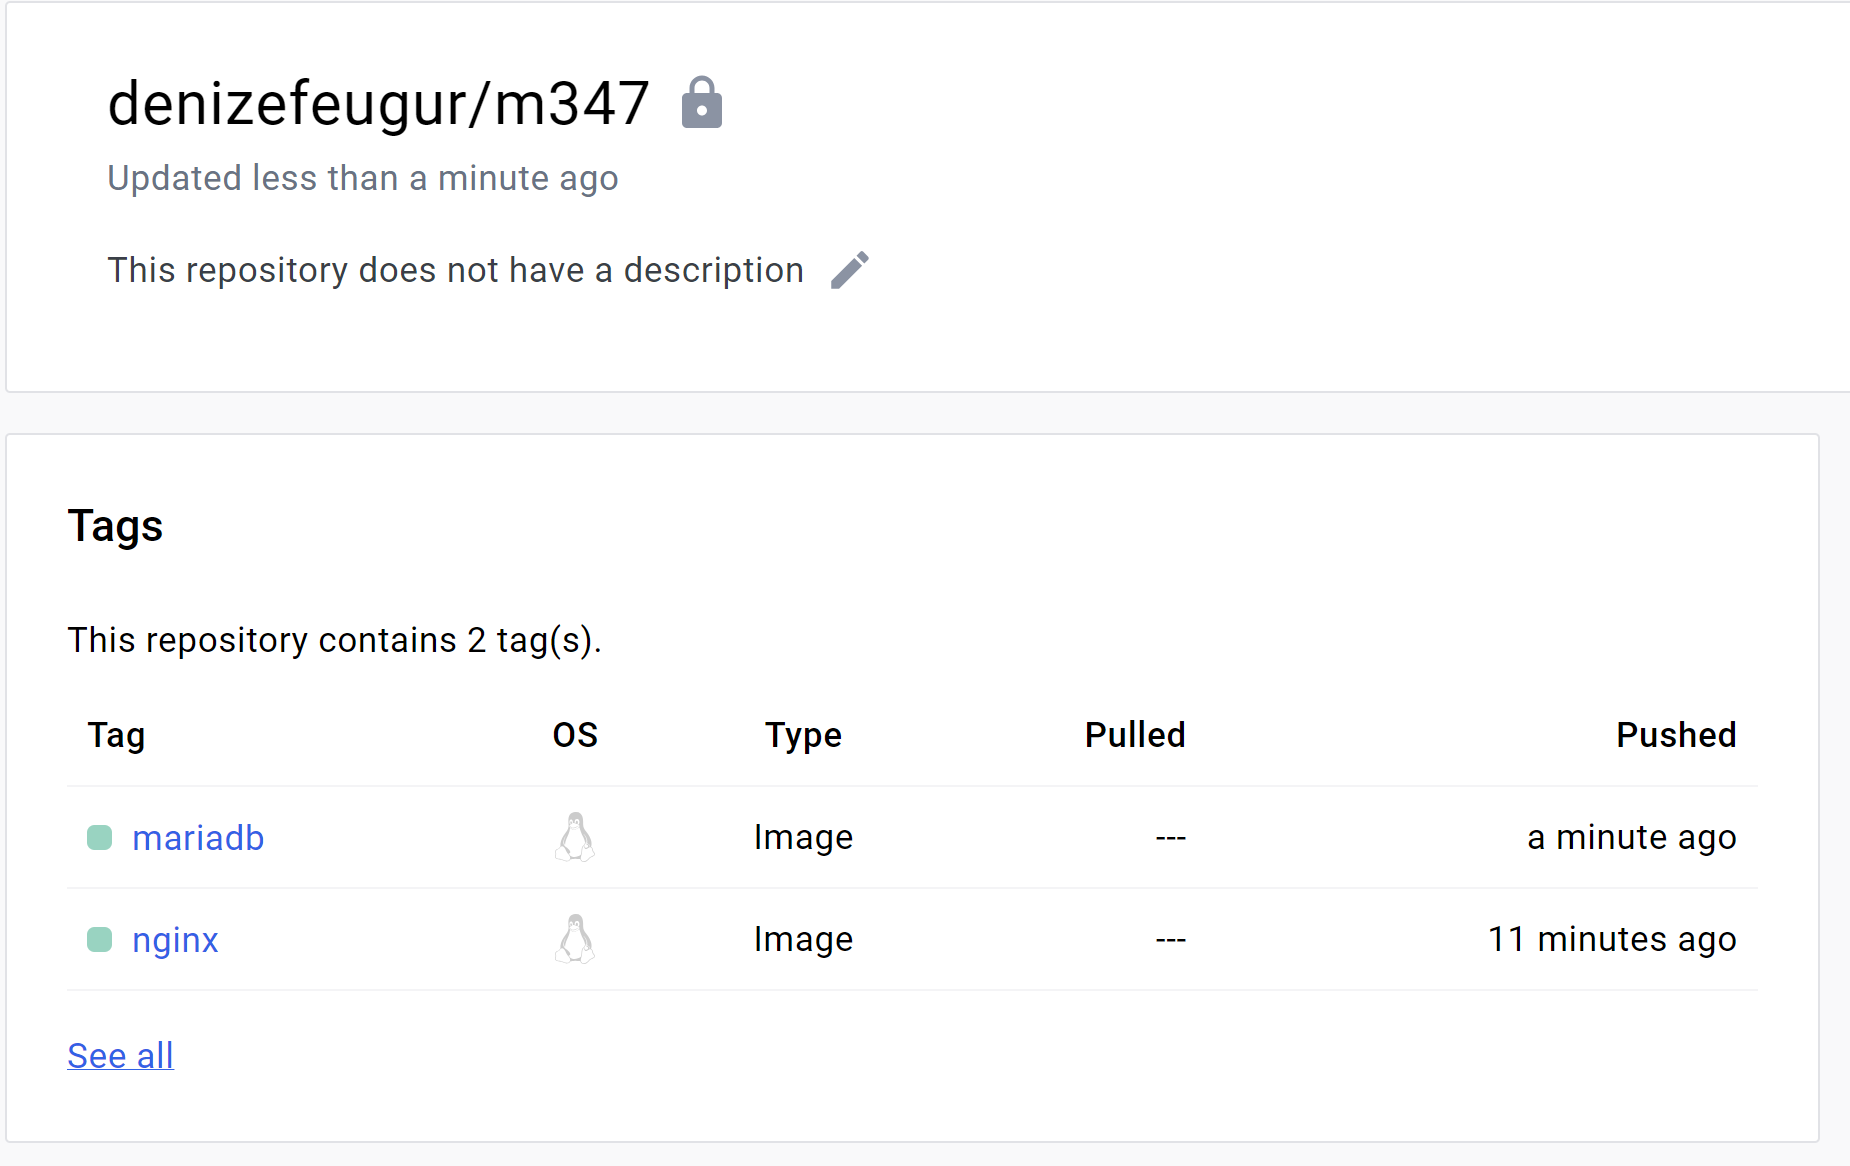 denizefeugur/m347
Updated less than a minute ago
This repository does not have a description
Tags
This repository contains 2 tag(s).
Tag OS Type Pulled Pushed
mariadb Image --- a minute ago
nginx Image --- 11 minutes ago
See all